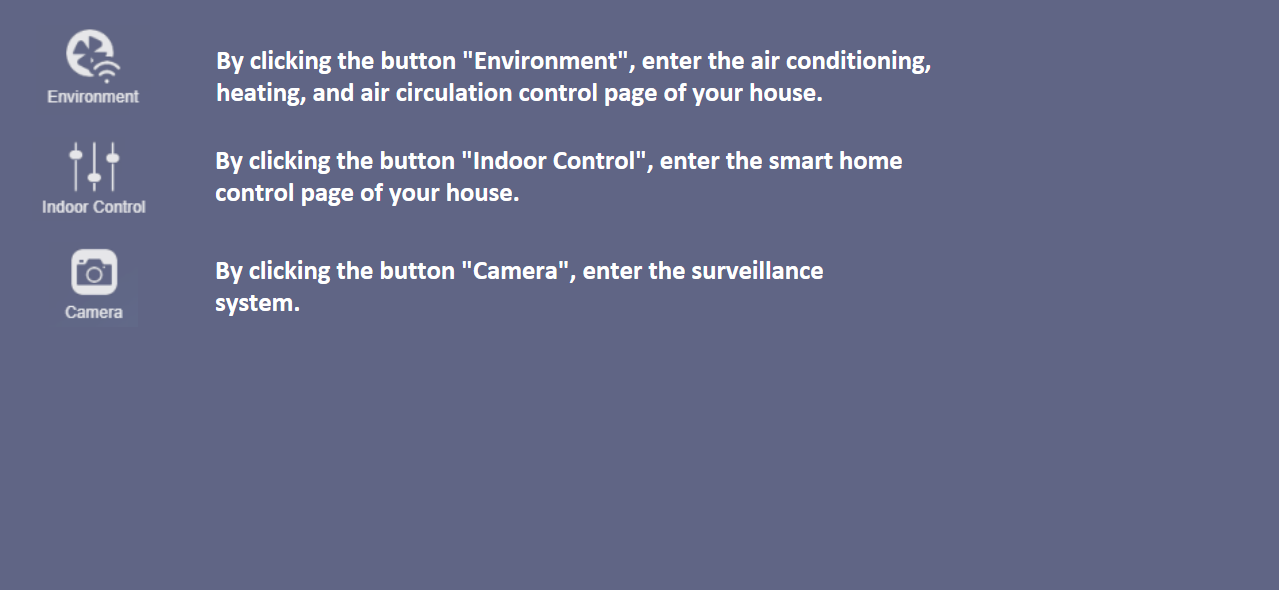 Environment
By clicking the button "Environment", enter the air conditioning,
heating, and air circulation control page of your house.
Indoor Control
By clicking the button "Indoor Control", enter the smart home
control page of your house.
Camera
By clicking the button "Camera", enter the surveillance
system.